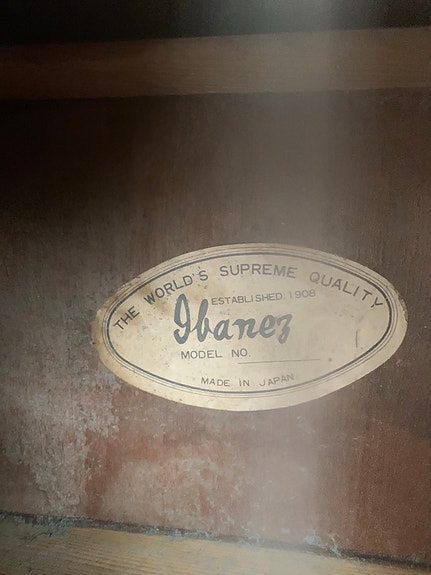 THE WORLD'S SUPREME QUALITY
ESTABLISHED 1908
Ibanez
MODEL NO.
MADE IN JAPAN